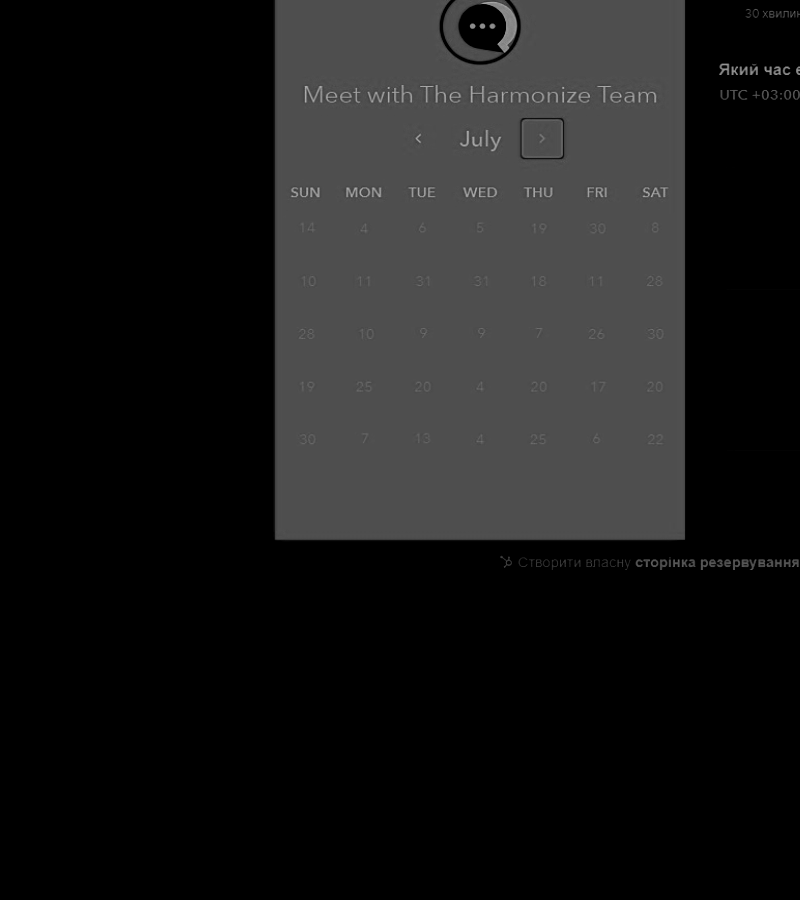 30 хвилин
Який час
UTC +03:00
Meet with The Harmonize Team
July
SUN MON TUE WED THU FRI SAT
14 4 6 5 19 30 8
10 11 31 31 18 11 28
28 10 9 9 7 26 30
19 25 20 4 20 17 20
30 7 13 4 25 6 22
Створити власну сторінка резервування